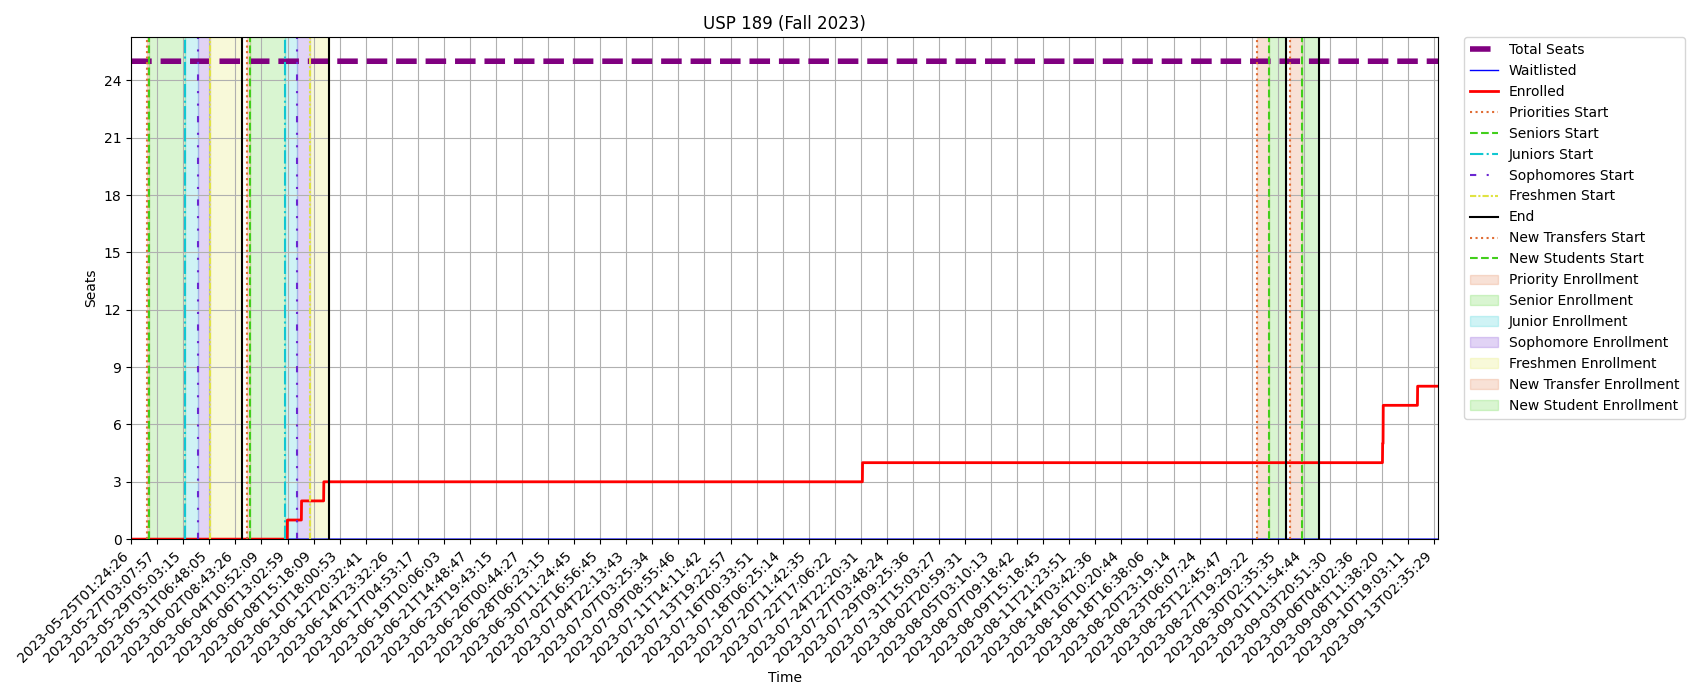 USP 189 (Fall 2023)
Seats
24
21
18
15
12
9
6
3
0
2023-05-25T01:24:26
2023-05-27T03:07:57
2023-05-29T05:03:15
2023-05-31T06:48:05
2023-06-02T08:43:26
2023-06-04T10:52:09
2023-06-06T13:02:59
2023-06-08T15:18:09
2023-06-10T18:00:53
2023-06-12T20:32:41
2023-06-14T23:32:26
2023-06-17T04:53:17
2023-06-19T10:06:03
2023-06-21T14:48:47
2023-06-23T19:43:15
2023-06-26T00:44:27
2023-06-28T06:23:15
2023-06-30T11:24:45
2023-07-02T16:56:45
2023-07-04T22:13:43
2023-07-07T03:25:34
2023-07-09T08:55:46
2023-07-11T14:11:42
2023-07-13T19:22:57
2023-07-16T00:33:51
2023-07-18T06:25:14
2023-07-20T11:42:35
2023-07-22T17:06:22
2023-07-24T22:20:31
2023-07-27T03:48:24
2023-07-29T09:25:36
2023-07-31T15:03:27
2023-08-02T20:59:31
2023-08-05T03:10:13
2023-08-07T09:18:42
2023-08-09T15:18:45
2023-08-11T21:23:51
2023-08-14T03:42:36
2023-08-16T10:20:44
2023-08-18T16:38:06
2023-08-20T23:19:14
2023-08-23T06:07:24
2023-08-25T12:45:47
2023-08-27T19:29:22
2023-08-30T02:35:35
2023-09-01T11:54:44
2023-09-03T20:51:30
2023-09-06T04:02:36
2023-09-08T11:38:20
2023-09-10T19:03:11
2023-09-13T02:35:29
Time
Total Seats
Waitlisted
Enrolled
Priorities Start
Seniors Start
Juniors Start
Sophomores Start
Freshmen Start
End
New Transfers Start
New Students Start
Priority Enrollment
Senior Enrollment
Junior Enrollment
Sophomore Enrollment
Freshmen Enrollment
New Transfer Enrollment
New Student Enrollment